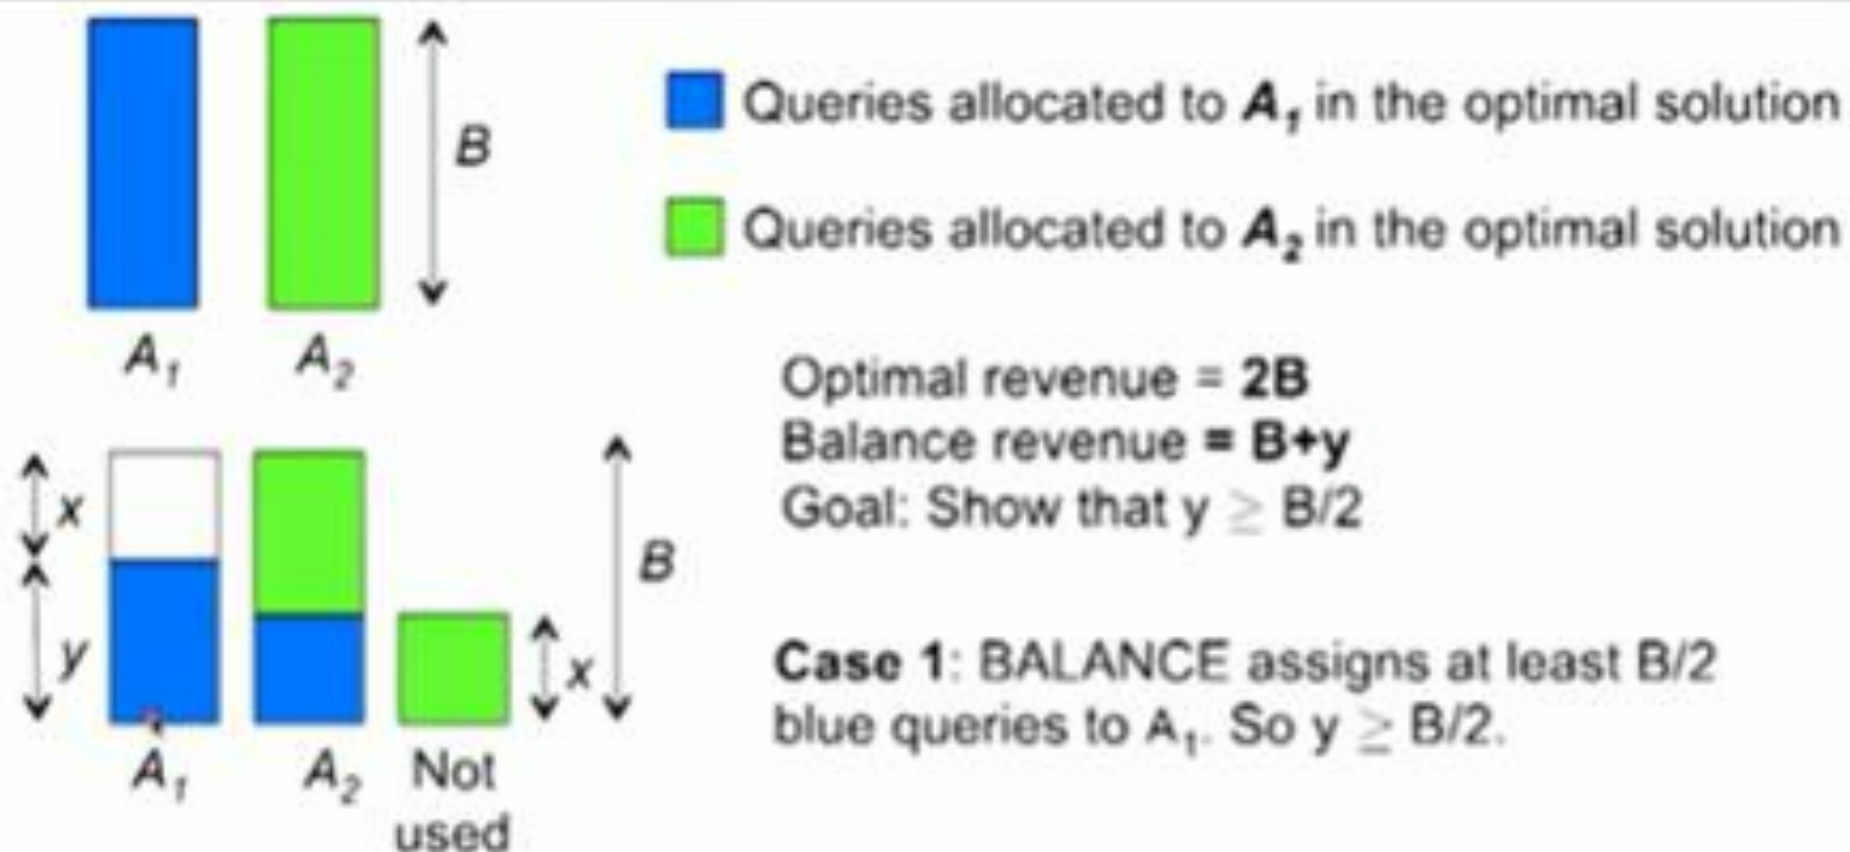 B
Queries allocated to A₁ in the optimal solution
Queries allocated to A₂ in the optimal solution
A₁ A₂
Optimal revenue = 2B
Balance revenue = B+y
Goal: Show that y ≥ B/2
x
y
B
x
Case 1: BALANCE assigns at least B/2
blue queries to A₁. So y ≥ B/2.
A₁ A₂ Not
used